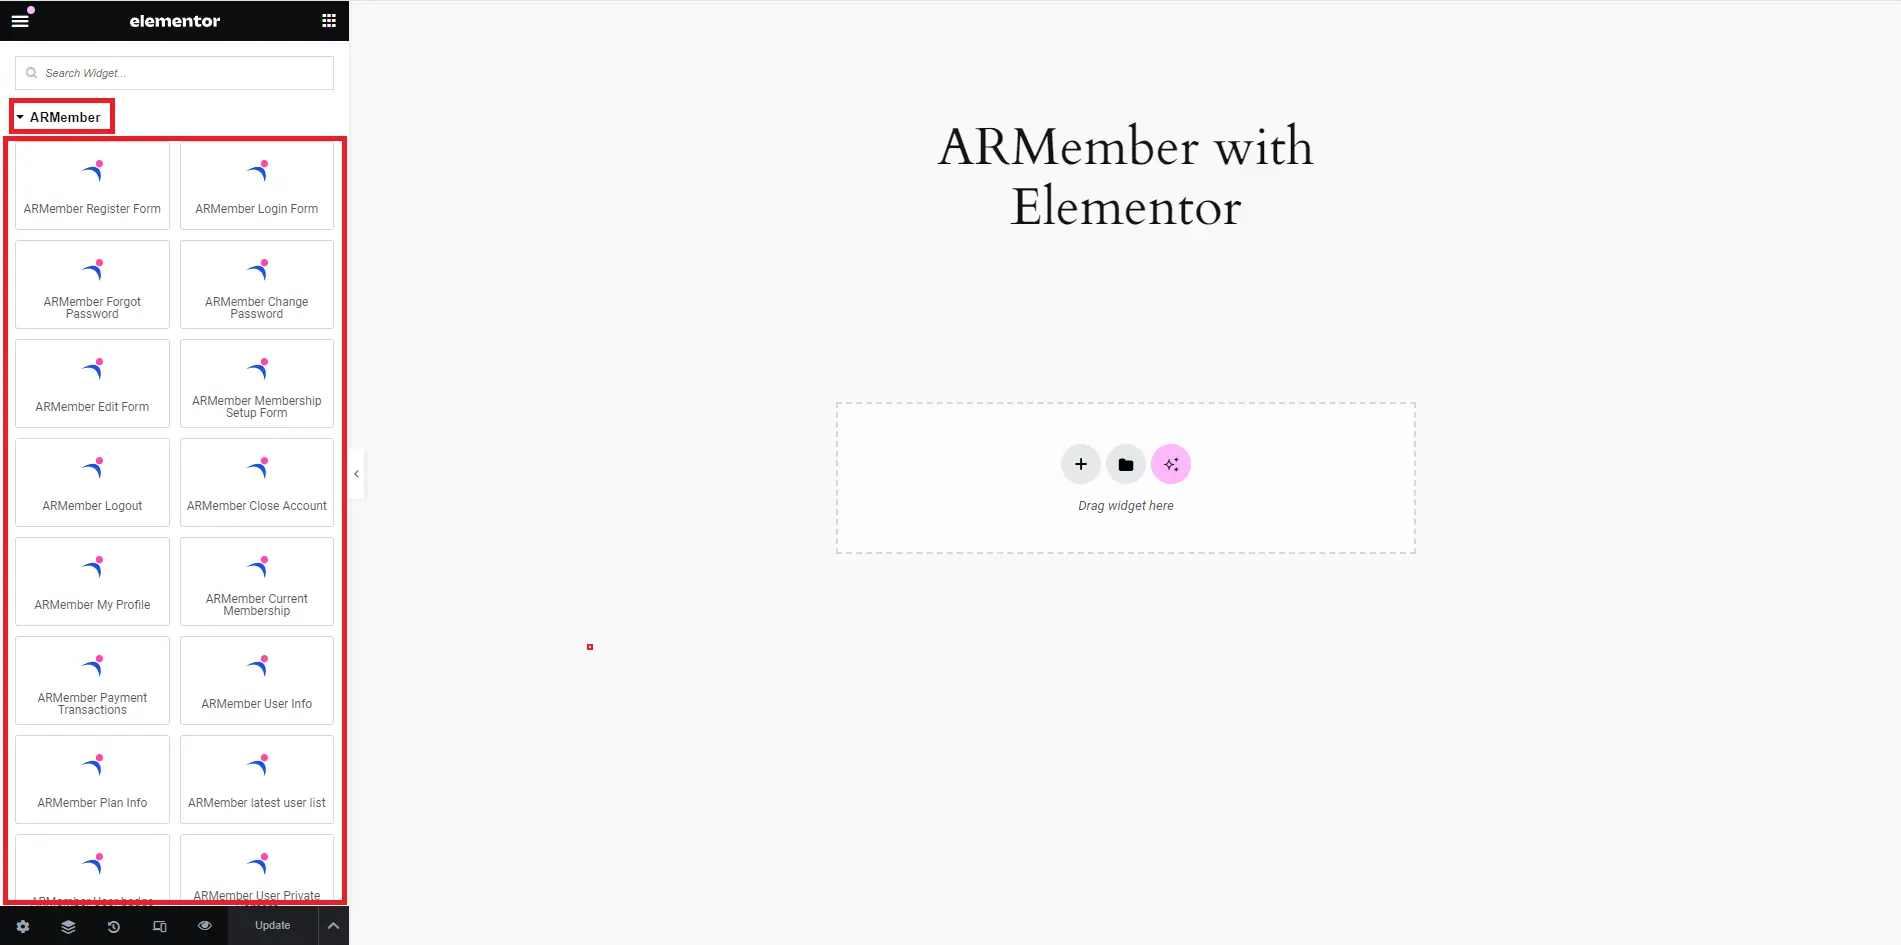 elementor
Search Widget...
ARMember
ARMember Register Form
ARMember Login Form
ARMember Forgot
Password
ARMember Change
Password
ARMember Edit Form
ARMember Membership
Setup Form
ARMember Logout
ARMember Close Account
ARMember My Profile
ARMember Current
Membership
ARMember Payment
Transactions
ARMember User Info
ARMember Plan Info
ARMember latest user list
ARMember User Private
Update
ARMember with
Elementor
Drag widget here